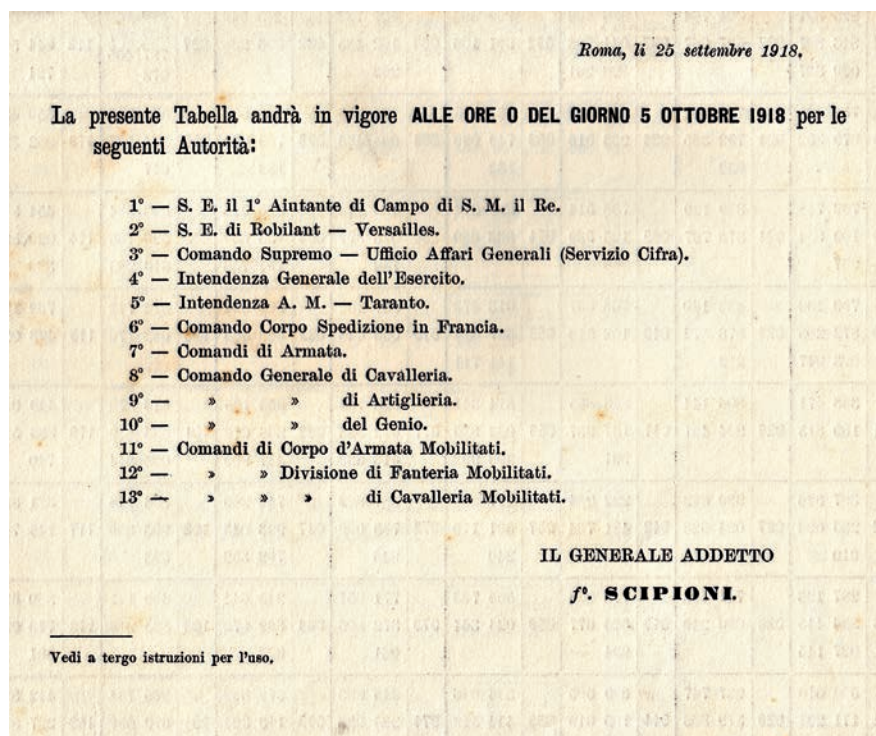 Roma, li 25 settembre 1918.
La presente Tabella andrà in vigore ALLE ORE 0 DEL GIORNO 5 OTTOBRE 1918 per le
seguenti Autorità:
1° — S. E. il 1° Aiutante di Campo di S. M. il Re.
2° — S. E. di Robilant — Versailles.
3° — Comando Supremo — Ufficio Affari Generali (Servizio Cifra).
4° — Intendenza Generale dell'Esercito.
5° — Intendenza A. M. — Taranto.
6° — Comando Corpo Spedizione in Francia.
7° — Comandi di Armata.
8° — Comando Generale di Cavalleria.
9° — » » di Artiglieria.
10° — » » del Genio.
11° — Comandi di Corpo d'Armata Mobilitati.
12° — » » Divisione di Fanteria Mobilitati.
13° — » » » di Cavalleria Mobilitati.
IL GENERALE ADDETTO
f°. SCIPIONI.
Vedi a tergo istruzioni per l'uso.